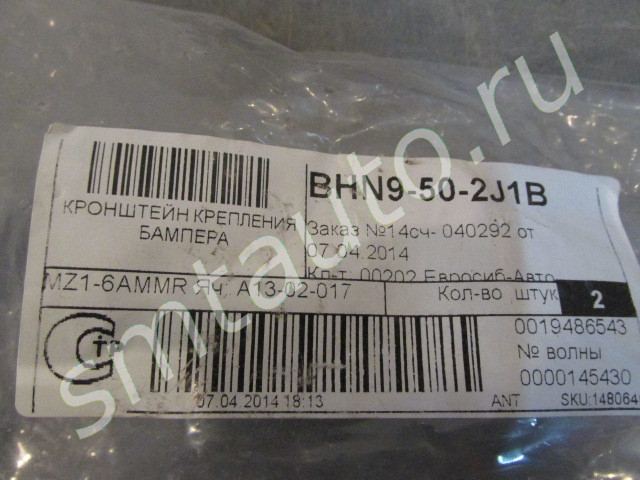 BHN9-50-2J1B
КРОНШТЕЙН КРЕПЛЕНИЯ
БАМПЕРА
Заказ №14сч- 040292 от
07.04.2014
Кл-т: 00202 Евросиб-Авто
MZ1-6AMMR Яч: A13-02-017
Кол-во штук 2
0019486543
№ волны
0000145430
07.04.2014 18:13
ANT
SKU:148064
СТР
smtauto.ru